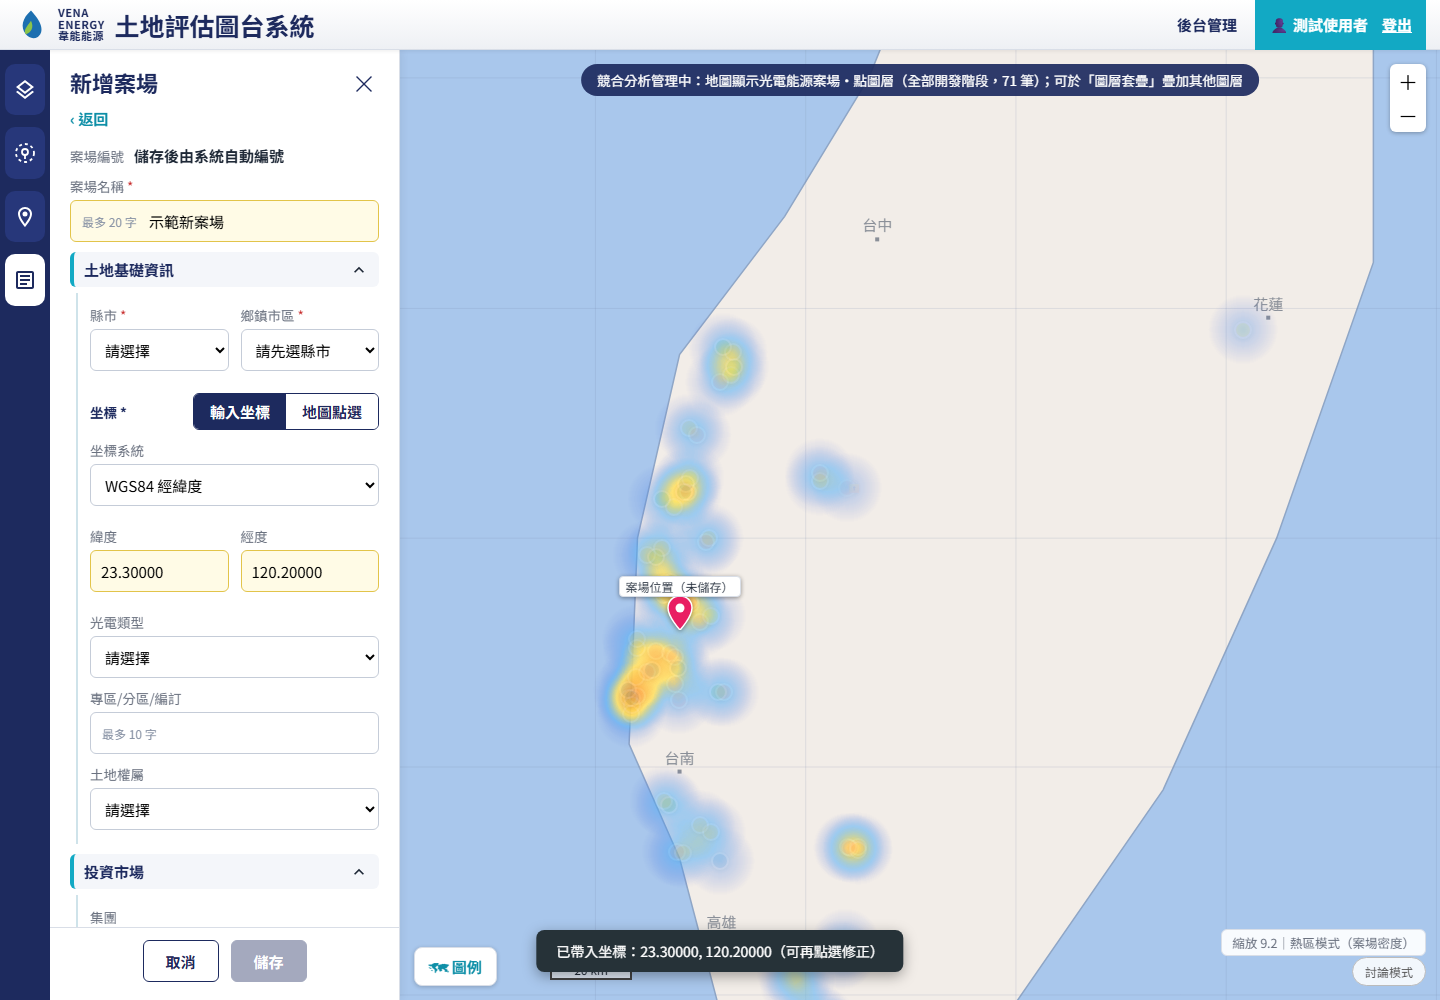 VENA
ENERGY
韋能能源
土地評估圖台系統
後台管理
測試使用者 登出
新增案場
‹ 返回
案場編號 儲存後由系統自動編號
案場名稱 *
最多 20 字 示範新案場
土地基礎資訊
縣市 * 鄉鎮市區 *
請選擇 請先選縣市
坐標 * 輸入坐標 地圖點選
坐標系統
WGS84 經緯度
緯度 經度
23.30000 120.20000
光電類型
請選擇
專區/分區/編訂
最多 10 字
土地權屬
請選擇
投資市場
集團
取消 儲存
競合分析管理中：地圖顯示光電能源案場・點圖層（全部開發階段，71 筆）；可於「圖層套疊」疊加其他圖層
+
−
台中
花蓮
案場位置（未儲存）
台南
高雄
已帶入坐標：23.30000, 120.20000（可再點選修正）
圖例
縮放 9.2｜熱區模式（案場密度）
討論模式